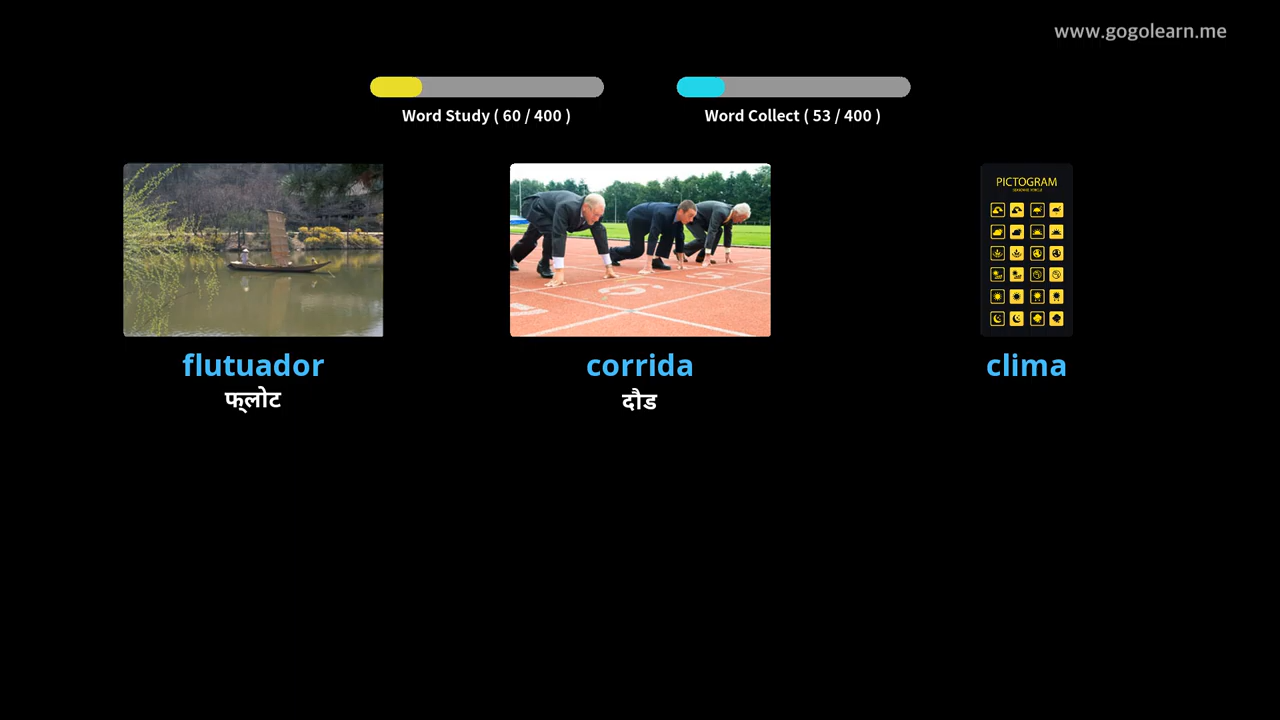 www.gogolearn.me
Word Study ( 60 / 400 )
Word Collect ( 53 / 400 )
PICTOGRAM
flutuador
corrida
clima
फ्लोट
दौड